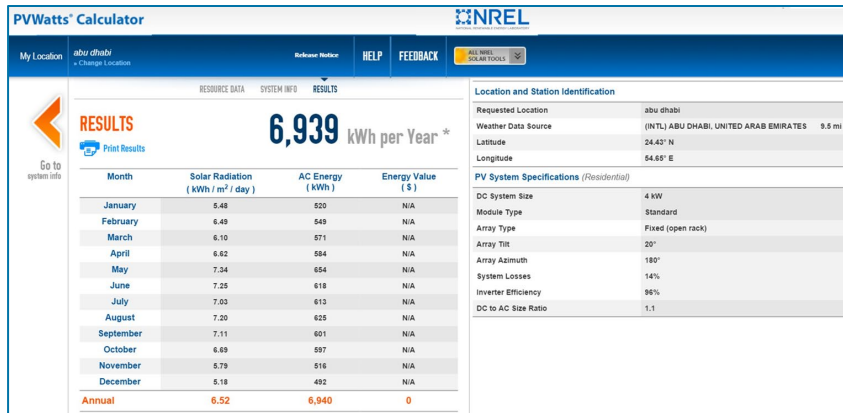 PVWatts® Calculator
NREL
NATIONAL RENEWABLE ENERGY LABORATORY
My Location
abu dhabi
» Change Location
Release Notice
HELP
FEEDBACK
ALL NREL
SOLAR TOOLS
RESOURCE DATA SYSTEM INFO RESULTS
Go to
system info
RESULTS
Print Results
6,939 kWh per Year *
Month Solar Radiation AC Energy Energy Value
( kWh / m² / day ) ( kWh ) ( $ )
January 5.48 520 N/A
February 6.49 549 N/A
March 6.10 571 N/A
April 6.62 584 N/A
May 7.34 654 N/A
June 7.25 618 N/A
July 7.03 613 N/A
August 7.20 625 N/A
September 7.11 601 N/A
October 6.69 597 N/A
November 5.79 516 N/A
December 5.18 492 N/A
Annual 6.52 6,940 0
Location and Station Identification
Requested Location abu dhabi
Weather Data Source (INTL) ABU DHABI, UNITED ARAB EMIRATES 9.5 mi
Latitude 24.43° N
Longitude 54.65° E
PV System Specifications (Residential)
DC System Size 4 kW
Module Type Standard
Array Type Fixed (open rack)
Array Tilt 20°
Array Azimuth 180°
System Losses 14%
Inverter Efficiency 96%
DC to AC Size Ratio 1.1